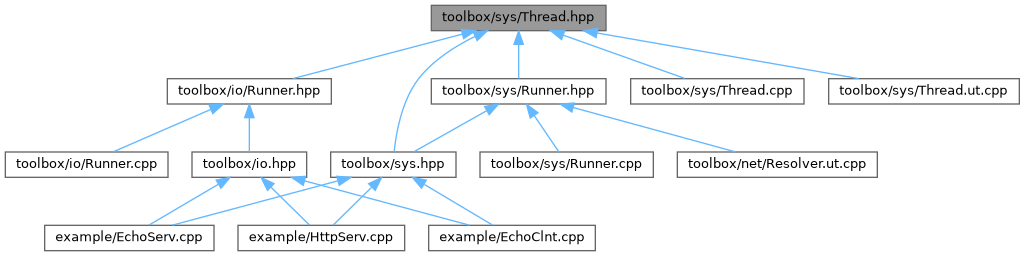 toolbox/sys/Thread.hpp
toolbox/io/Runner.hpp
toolbox/sys/Runner.hpp
toolbox/sys/Thread.cpp
toolbox/sys/Thread.ut.cpp
toolbox/io/Runner.cpp
toolbox/io.hpp
toolbox/sys.hpp
toolbox/sys/Runner.cpp
toolbox/net/Resolver.ut.cpp
example/EchoServ.cpp
example/HttpServ.cpp
example/EchoClnt.cpp